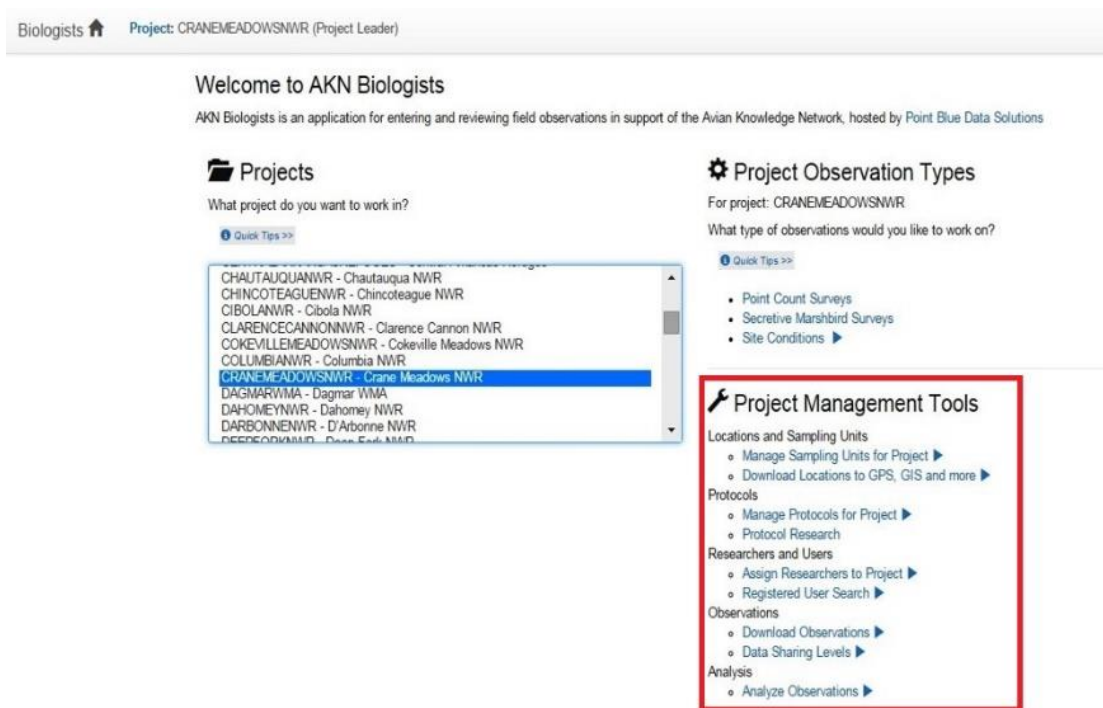 Biologists Project: CRANEMEADOWSNWR (Project Leader)
Welcome to AKN Biologists
AKN Biologists is an application for entering and reviewing field observations in support of the Avian Knowledge Network, hosted by Point Blue Data Solutions
Projects
What project do you want to work in?
Quick Tips >>
CHAUTAUQUANWR - Chautauqua NWR
CHINCOTEAGUENWR - Chincoteague NWR
CIBOLANWR - Cibola NWR
CLARENCECANNONNWR - Clarence Cannon NWR
COKEVILLEMEADOWSNWR - Cokeville Meadows NWR
COLUMBIANWR - Columbia NWR
CRANEMEADOWSNWR - Crane Meadows NWR
DAGMARWMA - Dagmar WMA
DAHOMEYNWR - Dahomey NWR
DARBONNENWR - D'Arbonne NWR
Project Observation Types
For project: CRANEMEADOWSNWR
What type of observations would you like to work on?
Quick Tips >>
Point Count Surveys
Secretive Marshbird Surveys
Site Conditions
Project Management Tools
Locations and Sampling Units
Manage Sampling Units for Project
Download Locations to GPS, GIS and more
Protocols
Manage Protocols for Project
Protocol Research
Researchers and Users
Assign Researchers to Project
Registered User Search
Observations
Download Observations
Data Sharing Levels
Analysis
Analyze Observations